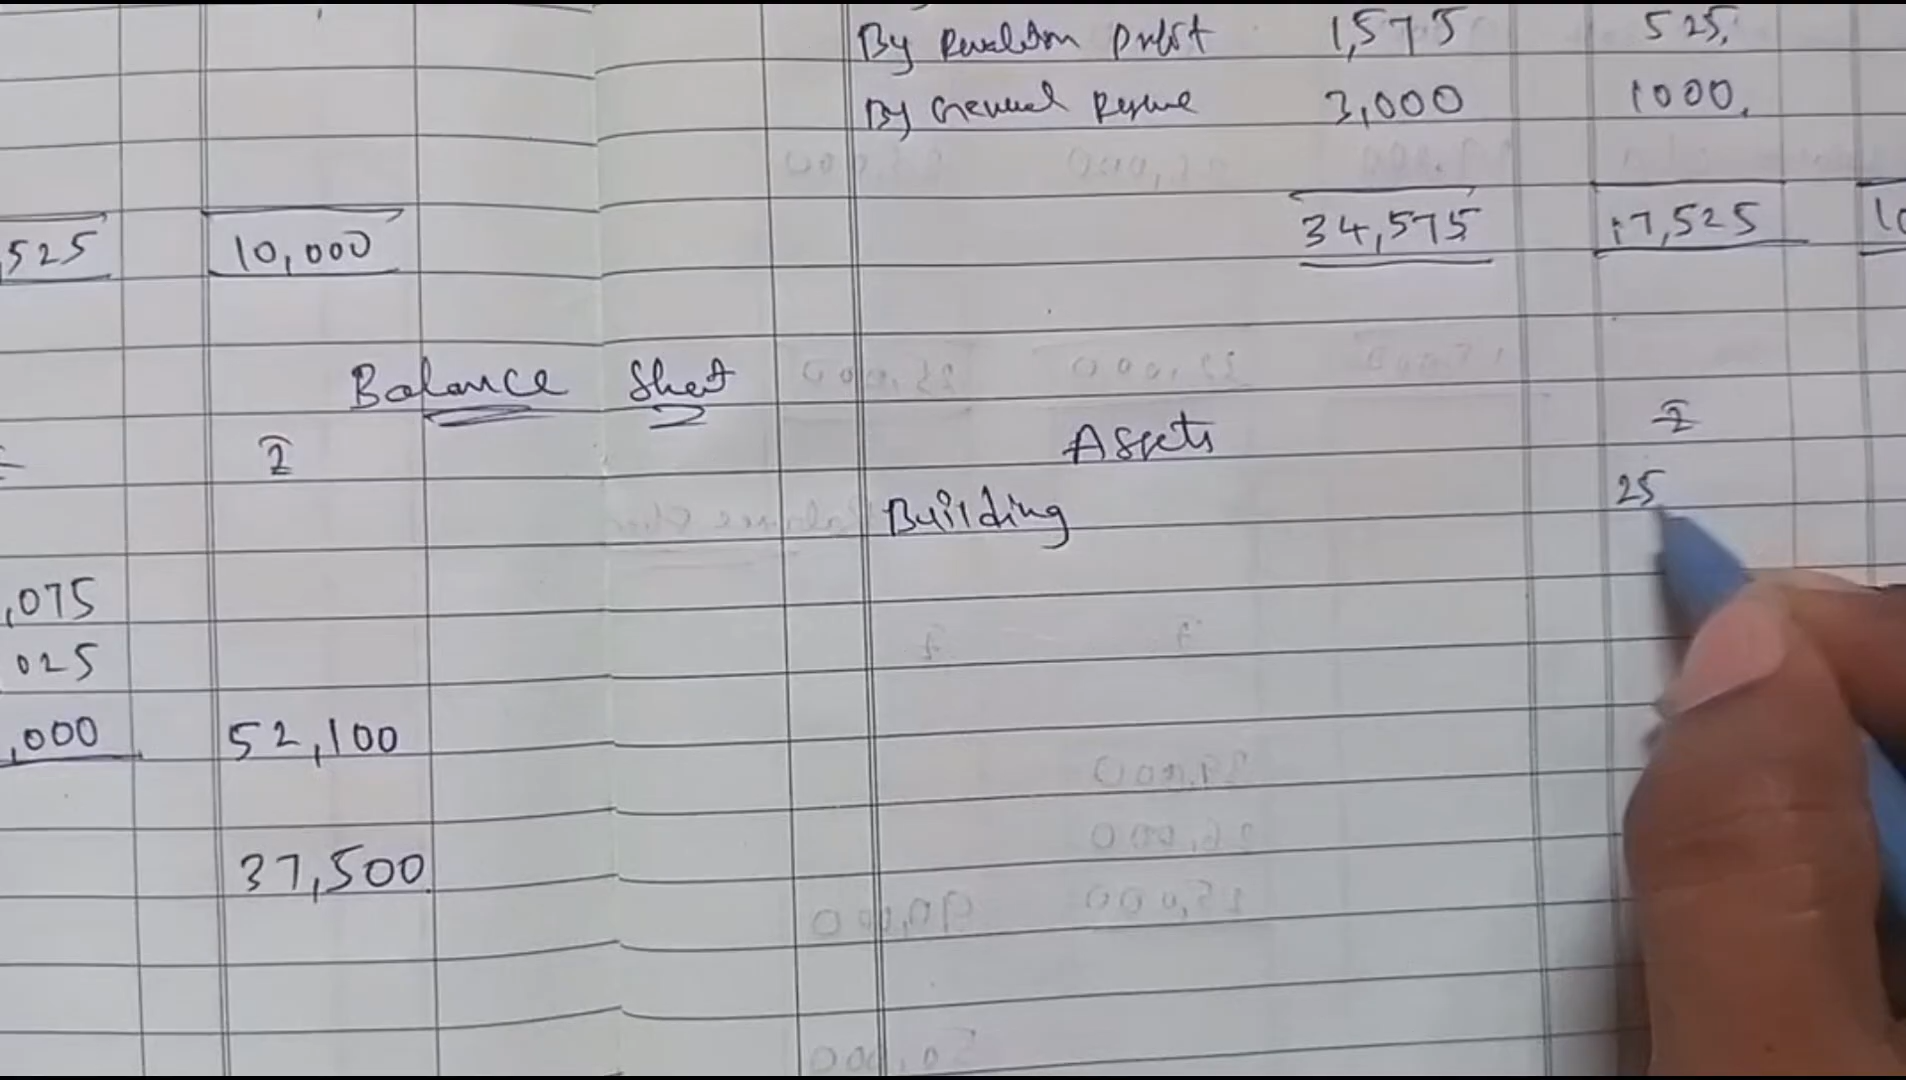 By Revaluation Profit 1,575 525.
By General Reserve 3,000 1000.
34,575 17,525 10
,525 10,000
Balance Sheet
Assets ₹
₹
Building 25
,075
025
,000 52,100
37,500